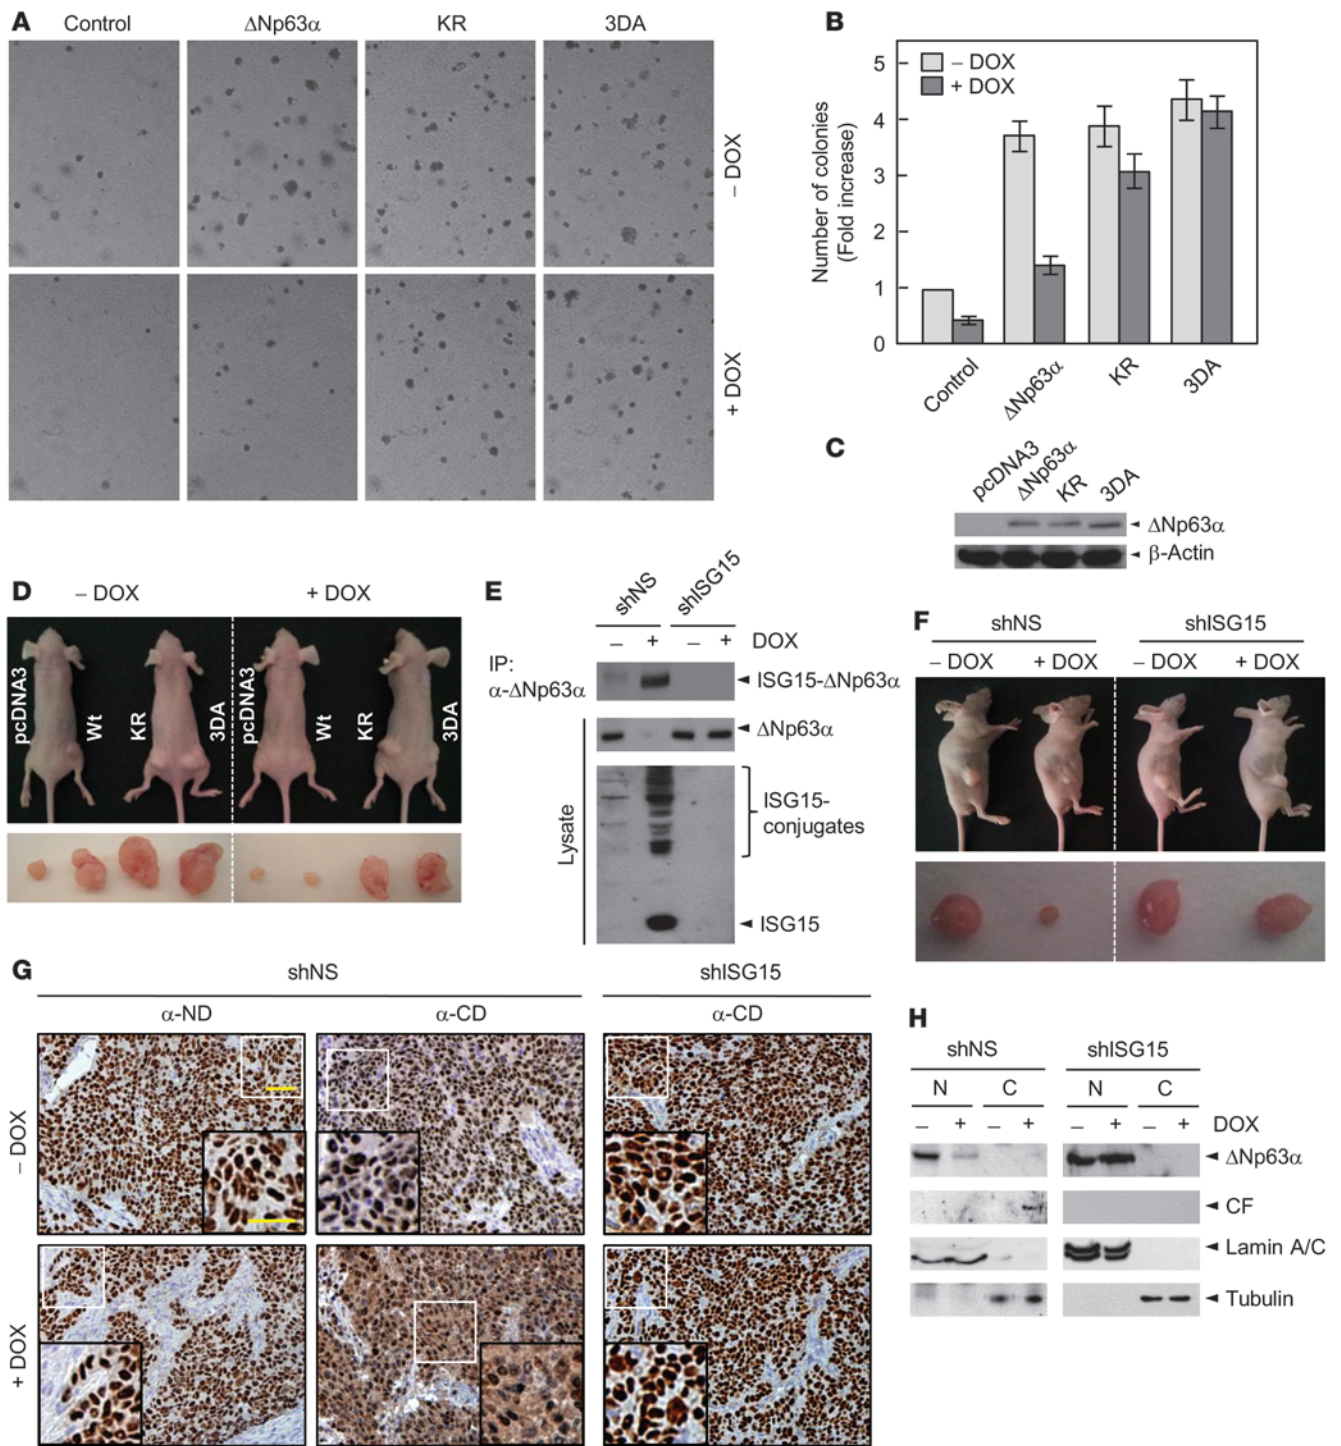 A
Control ΔNp63α KR 3DA
– DOX
+ DOX
B
– DOX
+ DOX
Number of colonies
(Fold increase)
5
4
3
2
1
0
Control ΔNp63α KR 3DA
C
pcDNA3 ΔNp63α KR 3DA
ΔNp63α
β-Actin
D
– DOX + DOX
pcDNA3 Wt KR 3DA pcDNA3 Wt KR 3DA
E
shNS shISG15
– + – + DOX
IP:
α-ΔNp63α
ISG15-ΔNp63α
ΔNp63α
ISG15-
conjugates
Lysate
ISG15
F
shNS shISG15
– DOX + DOX – DOX + DOX
G
shNS shISG15
α-ND α-CD α-CD
– DOX
+ DOX
H
shNS shISG15
N C N C
– + – + – + – + DOX
ΔNp63α
CF
Lamin A/C
Tubulin